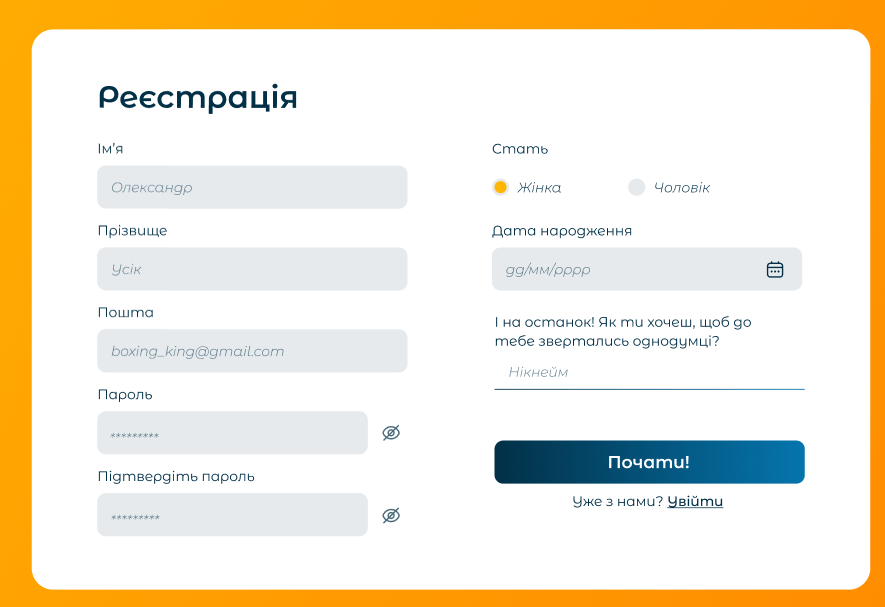 Реєстрація
Ім’я
Олександр
Прізвище
Усік
Пошта
boxing_king@gmail.com
Пароль
*********
Підтвердіть пароль
*********
Стать
Жінка
Чоловік
Дата народження
дд/мм/рррр
І на останок! Як ти хочеш, щоб до
тебе звертались однодумці?
Нікнейм
Почати!
Уже з нами? Увійти